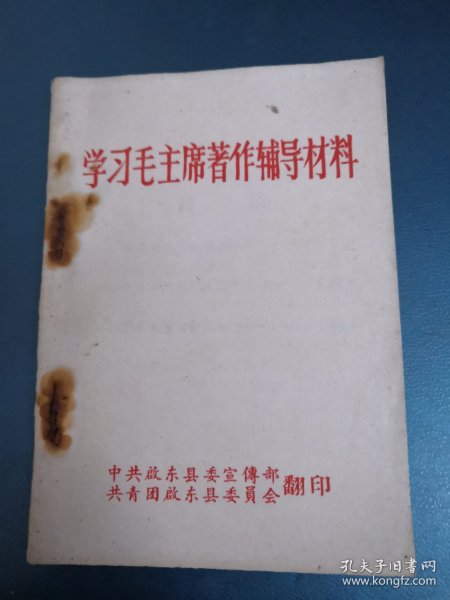 学习毛主席著作辅导材料
中共啟东县委宣傳部
共青团啟东县委員会
翻印
孔夫子旧书网
www.kongfz.com